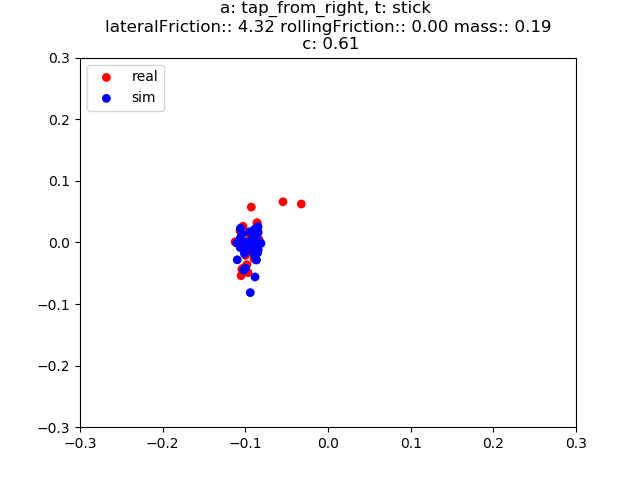 a: tap_from_right, t: stick
lateralFriction:: 4.32 rollingFriction:: 0.00 mass:: 0.19
c: 0.61
real
sim
0.3
0.2
0.1
0.0
−0.1
−0.2
−0.3
−0.3 −0.2 −0.1 0.0 0.1 0.2 0.3